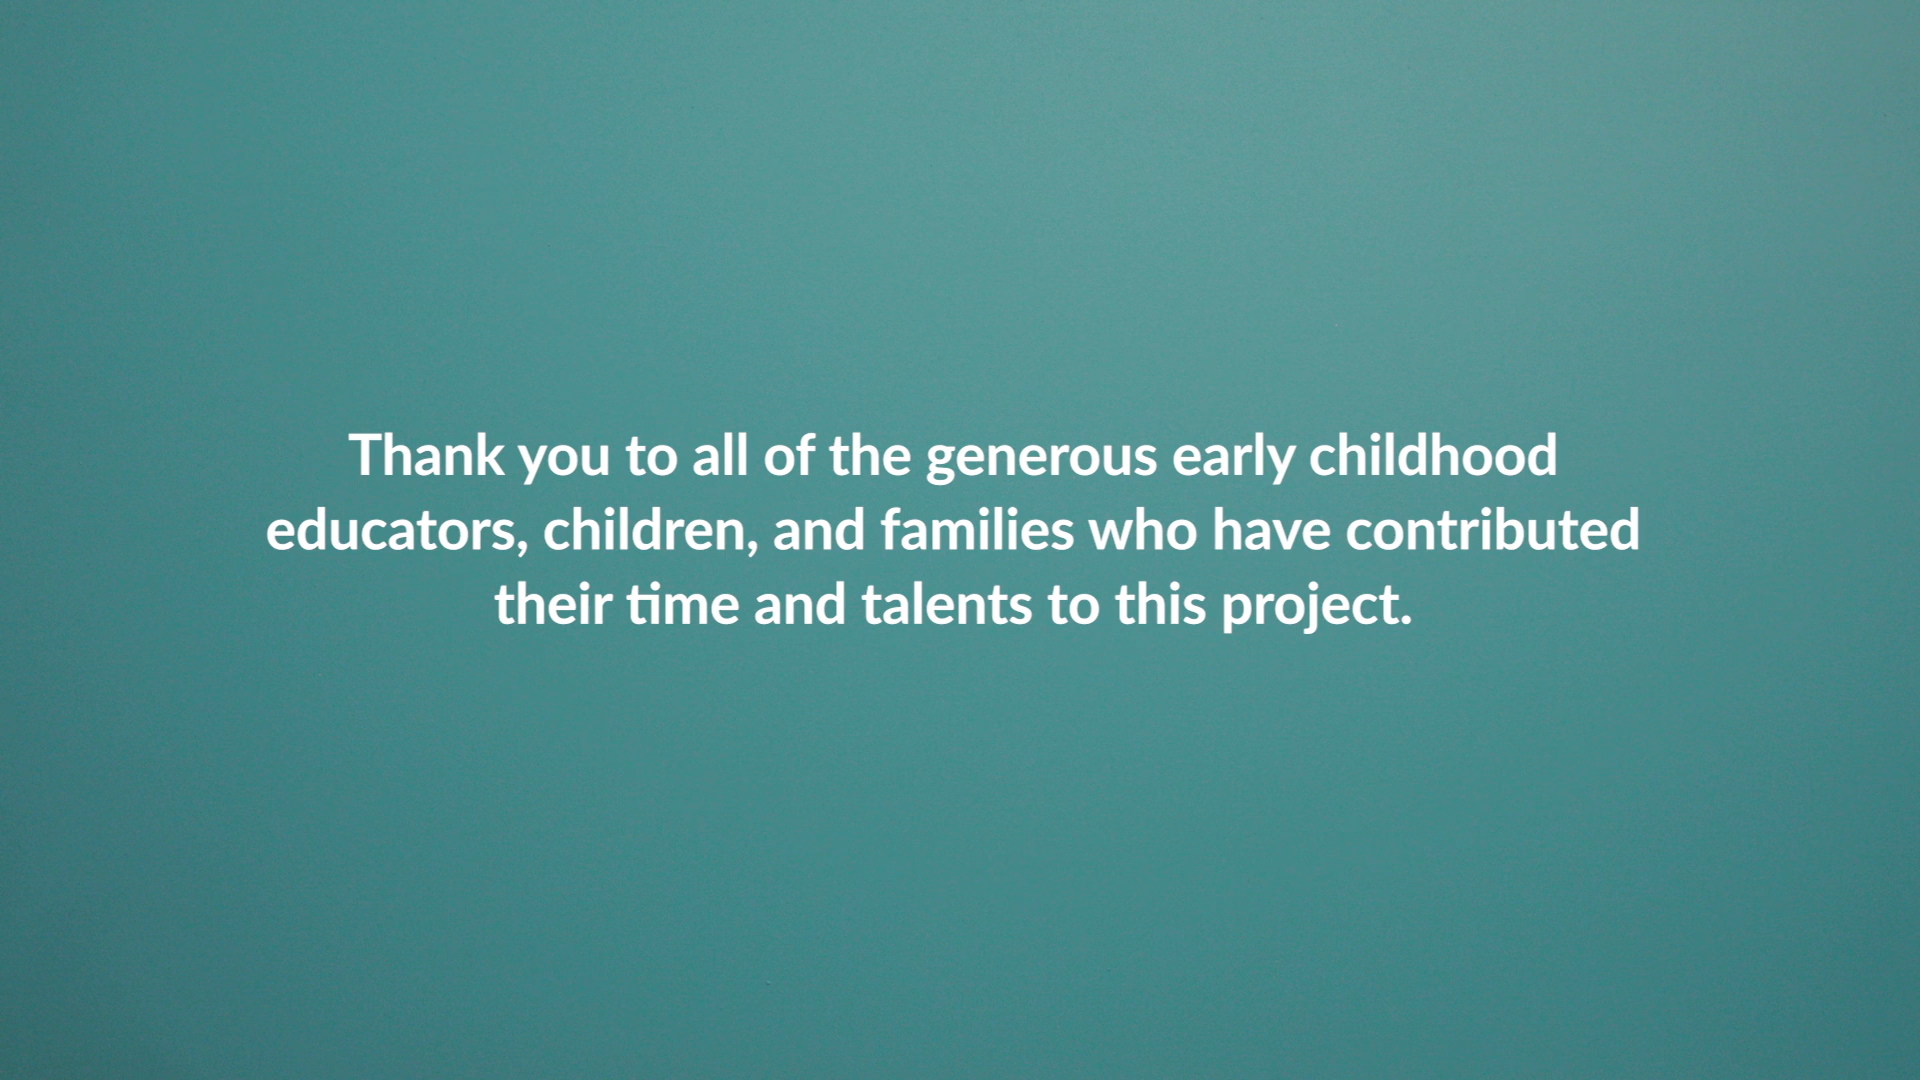 Thank you to all of the generous early childhood
educators, children, and families who have contributed
their time and talents to this project.